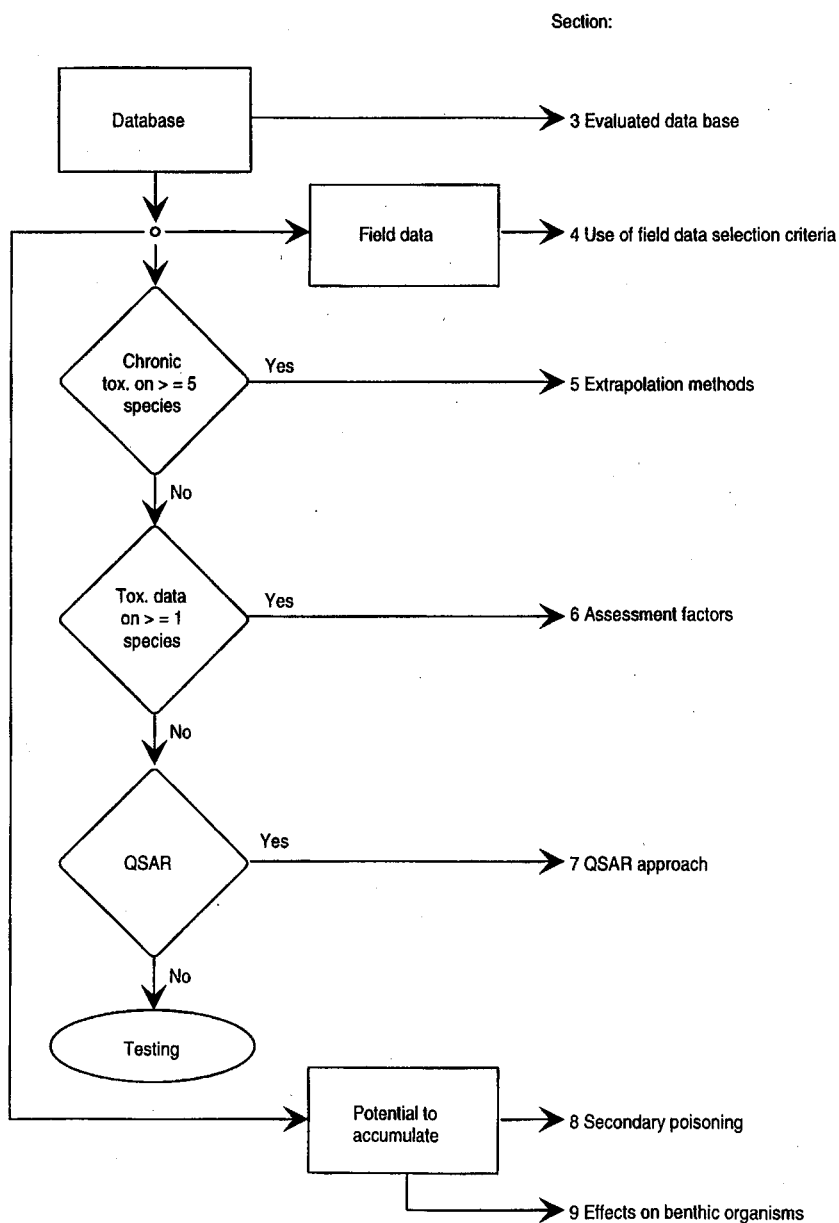 Section:
Database
3 Evaluated data base
Field data
4 Use of field data selection criteria
Chronic
tox. on > = 5
species
Yes
5 Extrapolation methods
No
Tox. data
on > = 1
species
Yes
6 Assessment factors
No
QSAR
Yes
7 QSAR approach
No
Testing
Potential to
accumulate
8 Secondary poisoning
9 Effects on benthic organisms